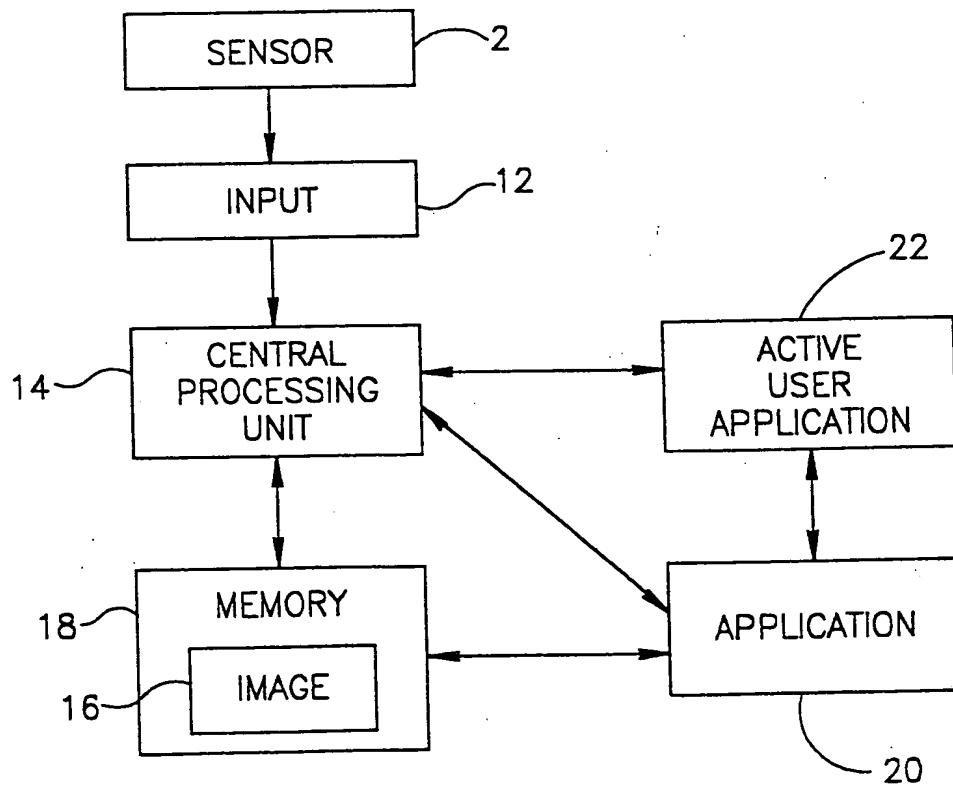 SENSOR
2
INPUT
12
22
CENTRAL
PROCESSING
UNIT
14
ACTIVE
USER
APPLICATION
18
MEMORY
APPLICATION
16
IMAGE
20